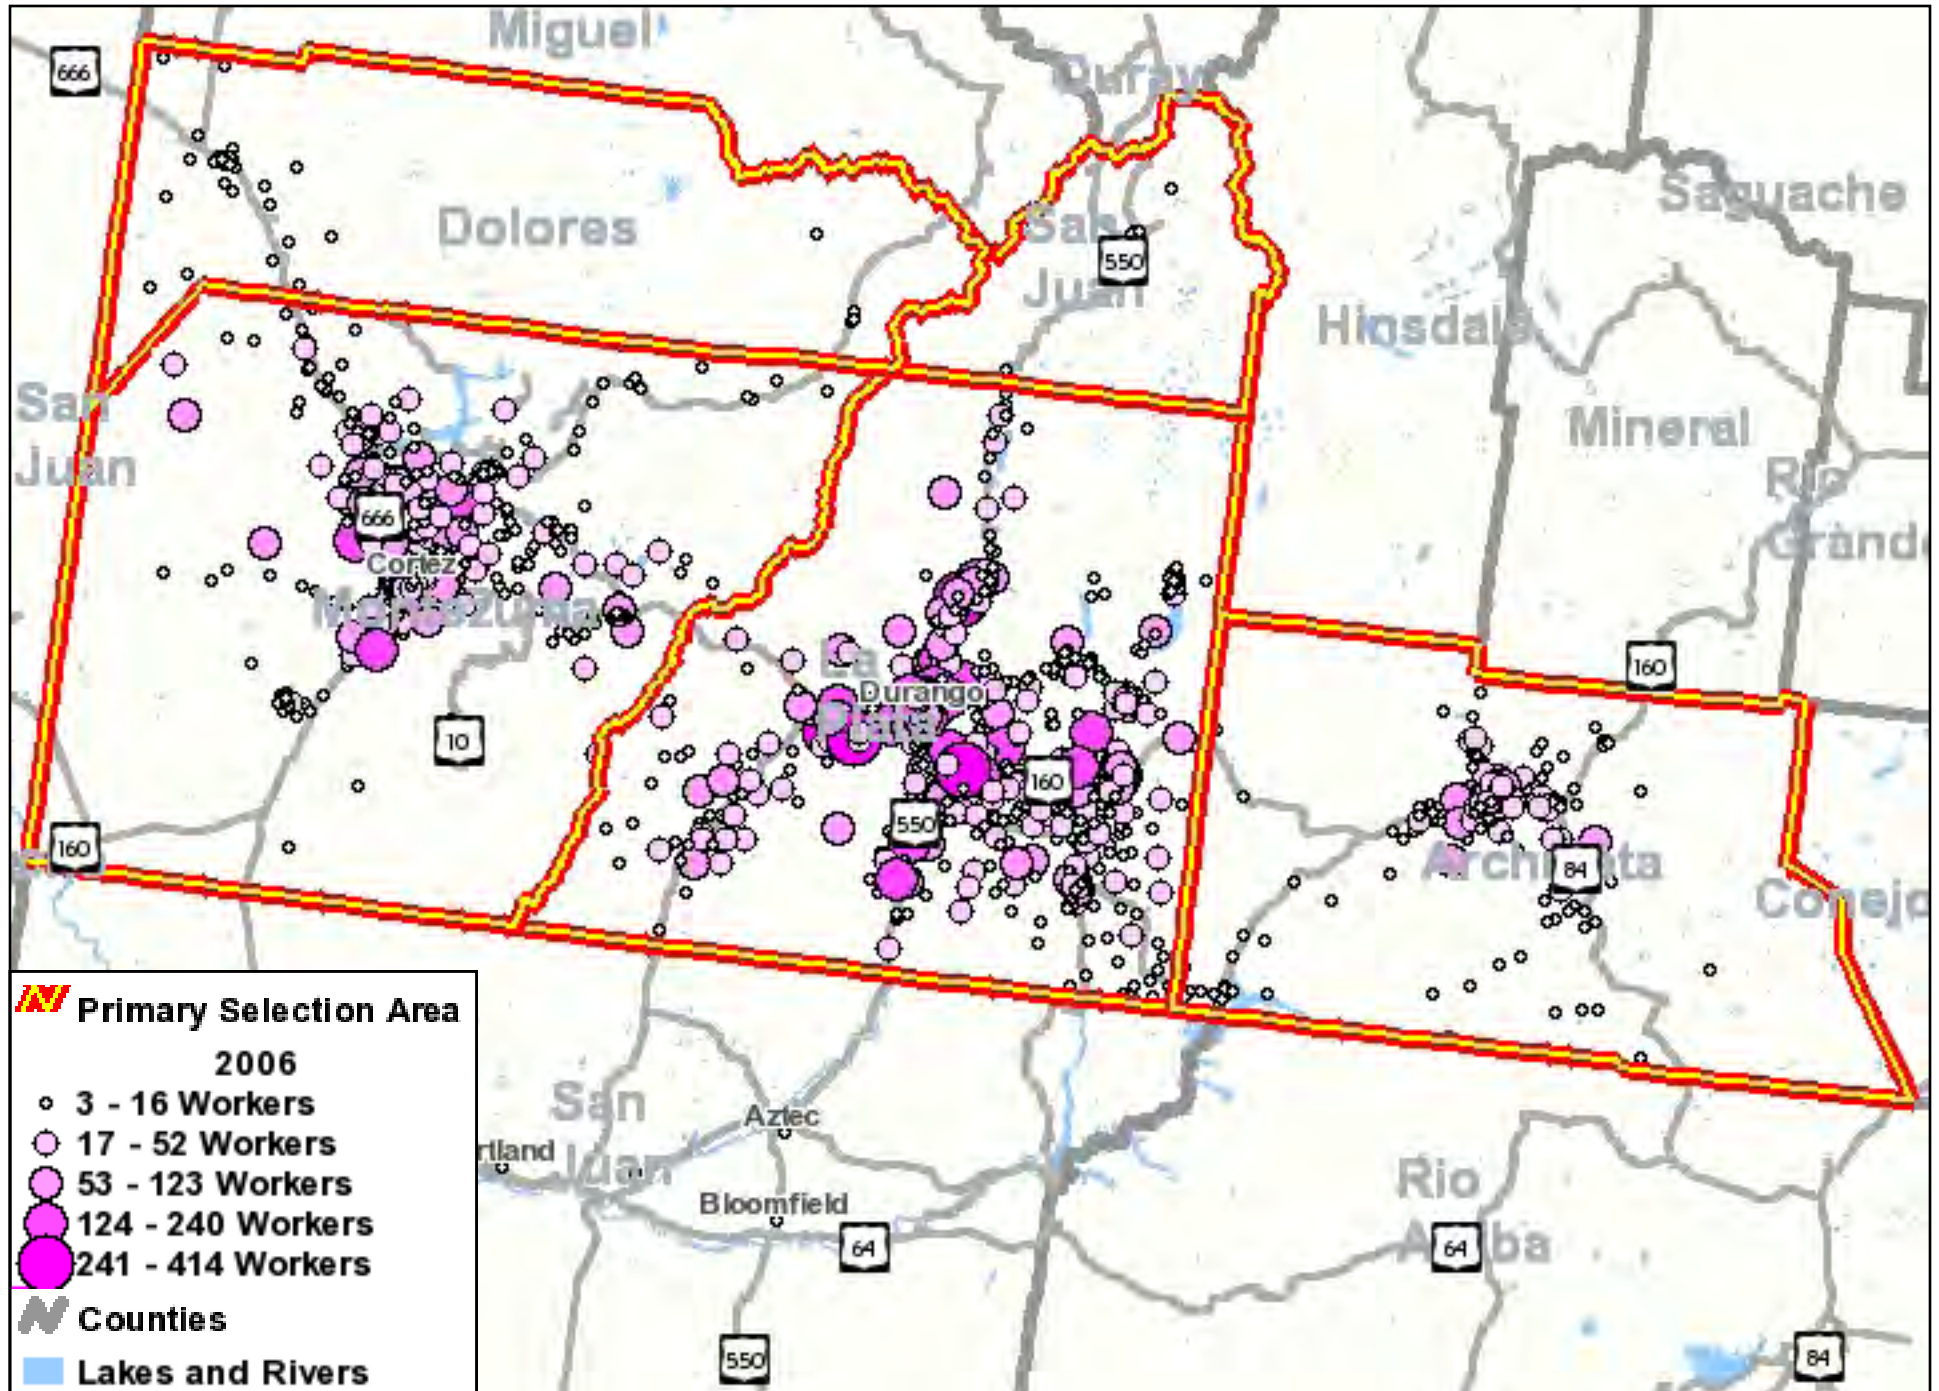 Miguel
666
Ouray
Saguache
Dolores
San
Juan
550
Hinsdale
San
Juan
Mineral
Rio
Grande
666
Cortez
Montezuma
La
Plata
Durango
160
10
160
550
160
Archuleta
84
Conejo
Primary Selection Area
2006
3 - 16 Workers
17 - 52 Workers
53 - 123 Workers
124 - 240 Workers
241 - 414 Workers
Counties
Lakes and Rivers
San
Juan
Aztec
rtland
Bloomfield
64
550
Rio
Arriba
64
84